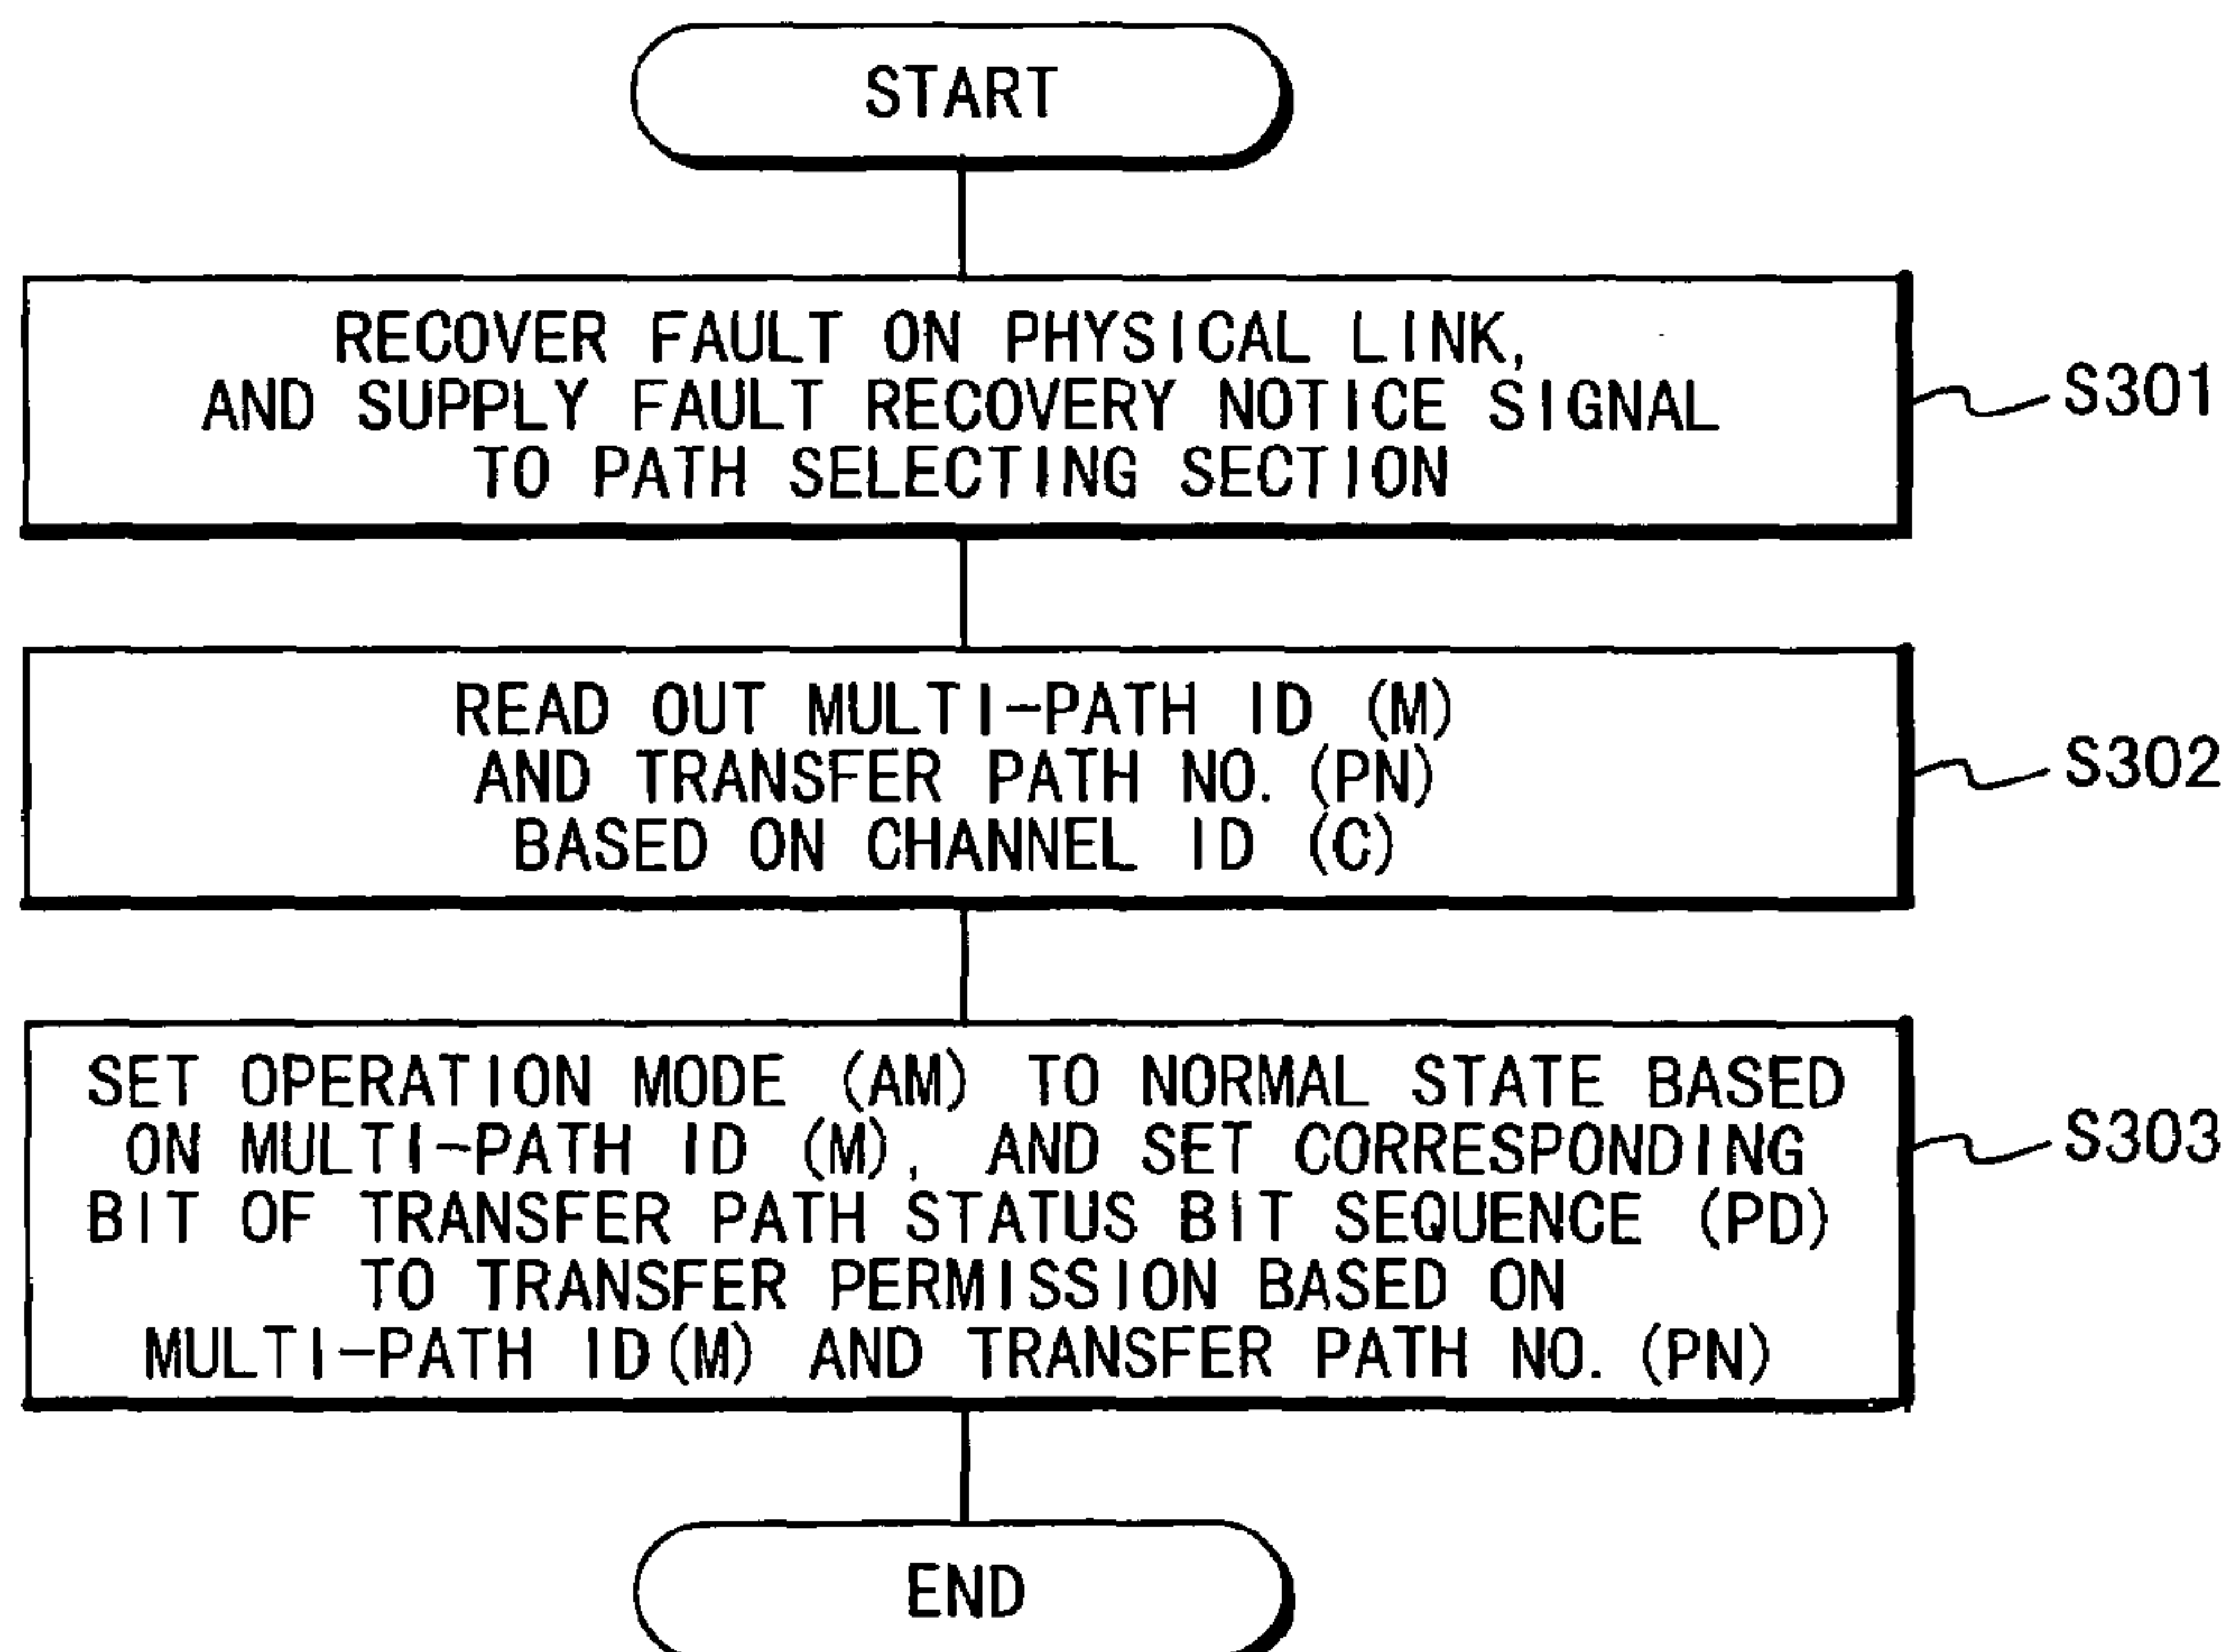 START
RECOVER FAULT ON PHYSICAL LINK,
AND SUPPLY FAULT RECOVERY NOTICE SIGNAL
TO PATH SELECTING SECTION
S301
READ OUT MULTI-PATH ID (M)
AND TRANSFER PATH NO. (PN)
BASED ON CHANNEL ID (C)
S302
SET OPERATION MODE (AM) TO NORMAL STATE BASED
ON MULTI-PATH ID (M), AND SET CORRESPONDING
BIT OF TRANSFER PATH STATUS BIT SEQUENCE (PD)
TO TRANSFER PERMISSION BASED ON
MULTI-PATH ID(M) AND TRANSFER PATH NO. (PN)
S303
END